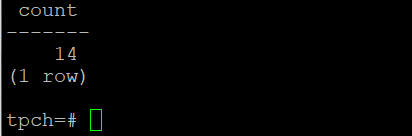 count
-------
14
(1 row)
tpch=#